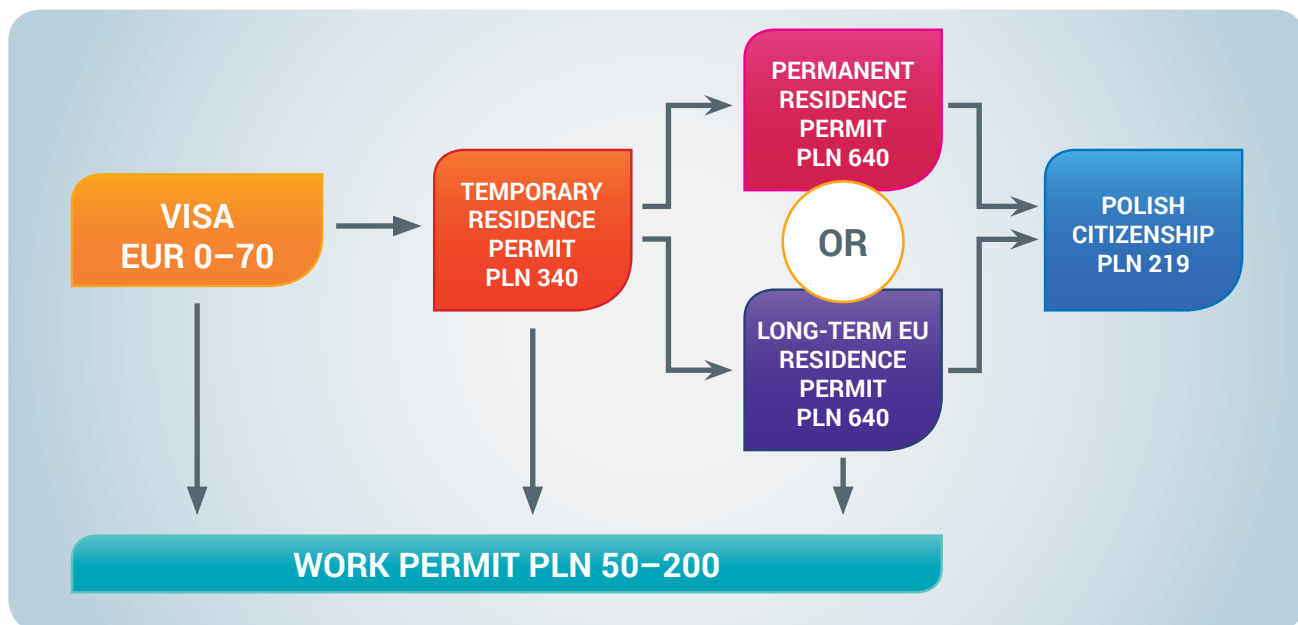 VISA
EUR 0–70
TEMPORARY
RESIDENCE
PERMIT
PLN 340
PERMANENT
RESIDENCE
PERMIT
PLN 640
OR
LONG-TERM EU
RESIDENCE
PERMIT
PLN 640
POLISH
CITIZENSHIP
PLN 219
WORK PERMIT PLN 50–200